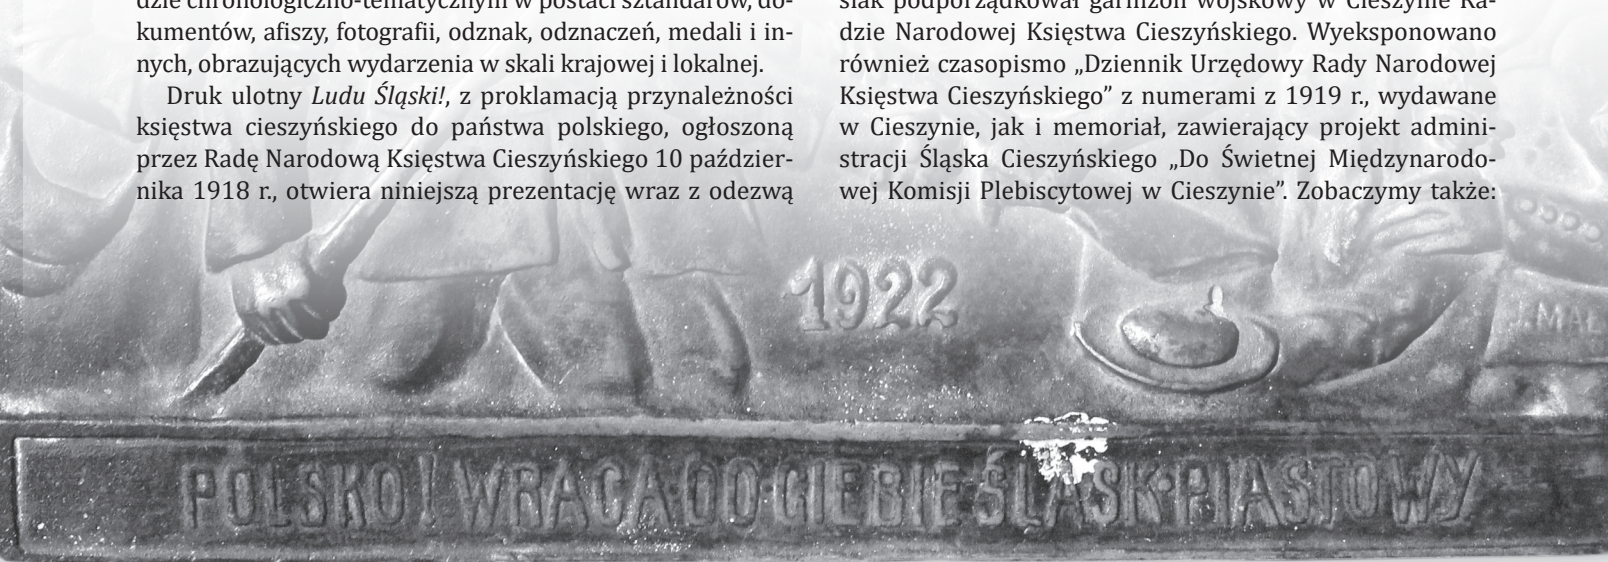 dzie chronologiczno-tematycznym w postaci sztandarów, do-
kumentów, afiszy, fotografii, odznak, odznaczeń, medali i in-
nych, obrazujących wydarzenia w skali krajowej i lokalnej.
Druk ulotny Ludu Śląski!, z proklamacją przynależności
księstwa cieszyńskiego do państwa polskiego, ogłoszoną
przez Radę Narodową Księstwa Cieszyńskiego 10 paździer-
nika 1918 r., otwiera niniejszą prezentację wraz z odezwą
ślak podporządkował garnizon wojskowy w Cieszynie Ra-
dzie Narodowej Księstwa Cieszyńskiego. Wyeksponowano
również czasopismo „Dziennik Urzędowy Rady Narodowej
Księstwa Cieszyńskiego” z numerami z 1919 r., wydawane
w Cieszynie, jak i memoriał, zawierający projekt admini-
stracji Śląska Cieszyńskiego „Do Świetnej Międzynarodo-
wej Komisji Plebiscytowej w Cieszynie”. Zobaczymy także:
1922
POLSKO! WRACA·DO·CIEBIE ŚLĄSK·PIASTOWY